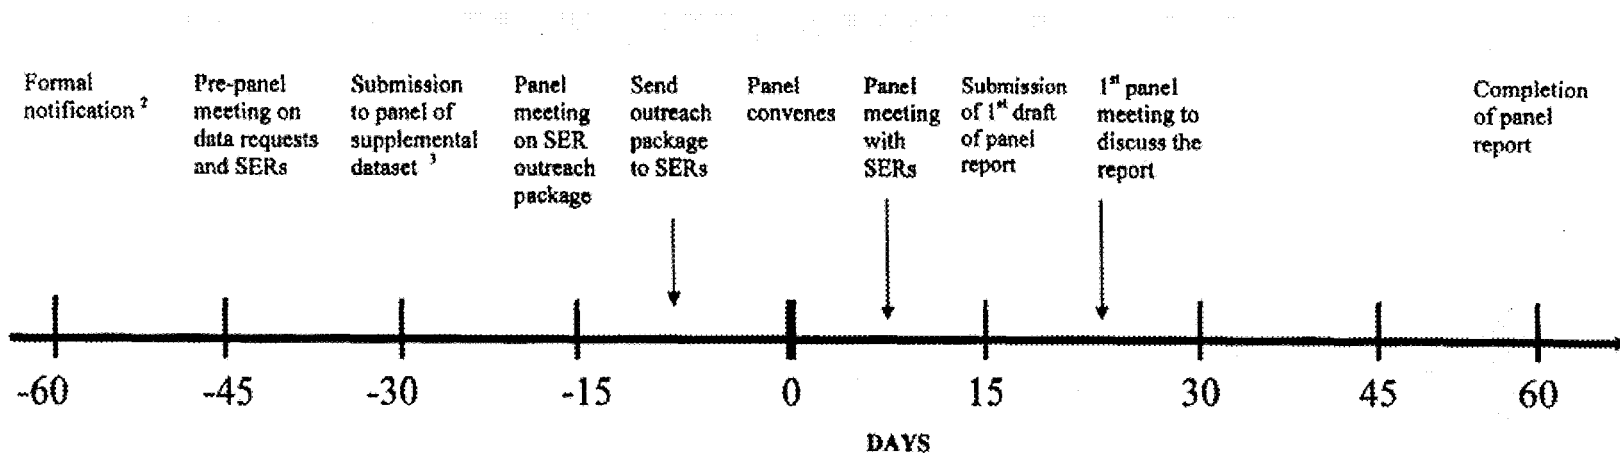 Formal
notification ²
Pre-panel
meeting on
data requests
and SERs
Submission
to panel of
supplemental
dataset ³
Panel
meeting
on SER
outreach
package
Send
outreach
package
to SERs
Panel
convenes
Panel
meeting
with
SERs
Submission
of 1st draft
of panel
report
1st panel
meeting to
discuss the
report
Completion
of panel
report
-60 -45 -30 -15 0 15 30 45 60
DAYS